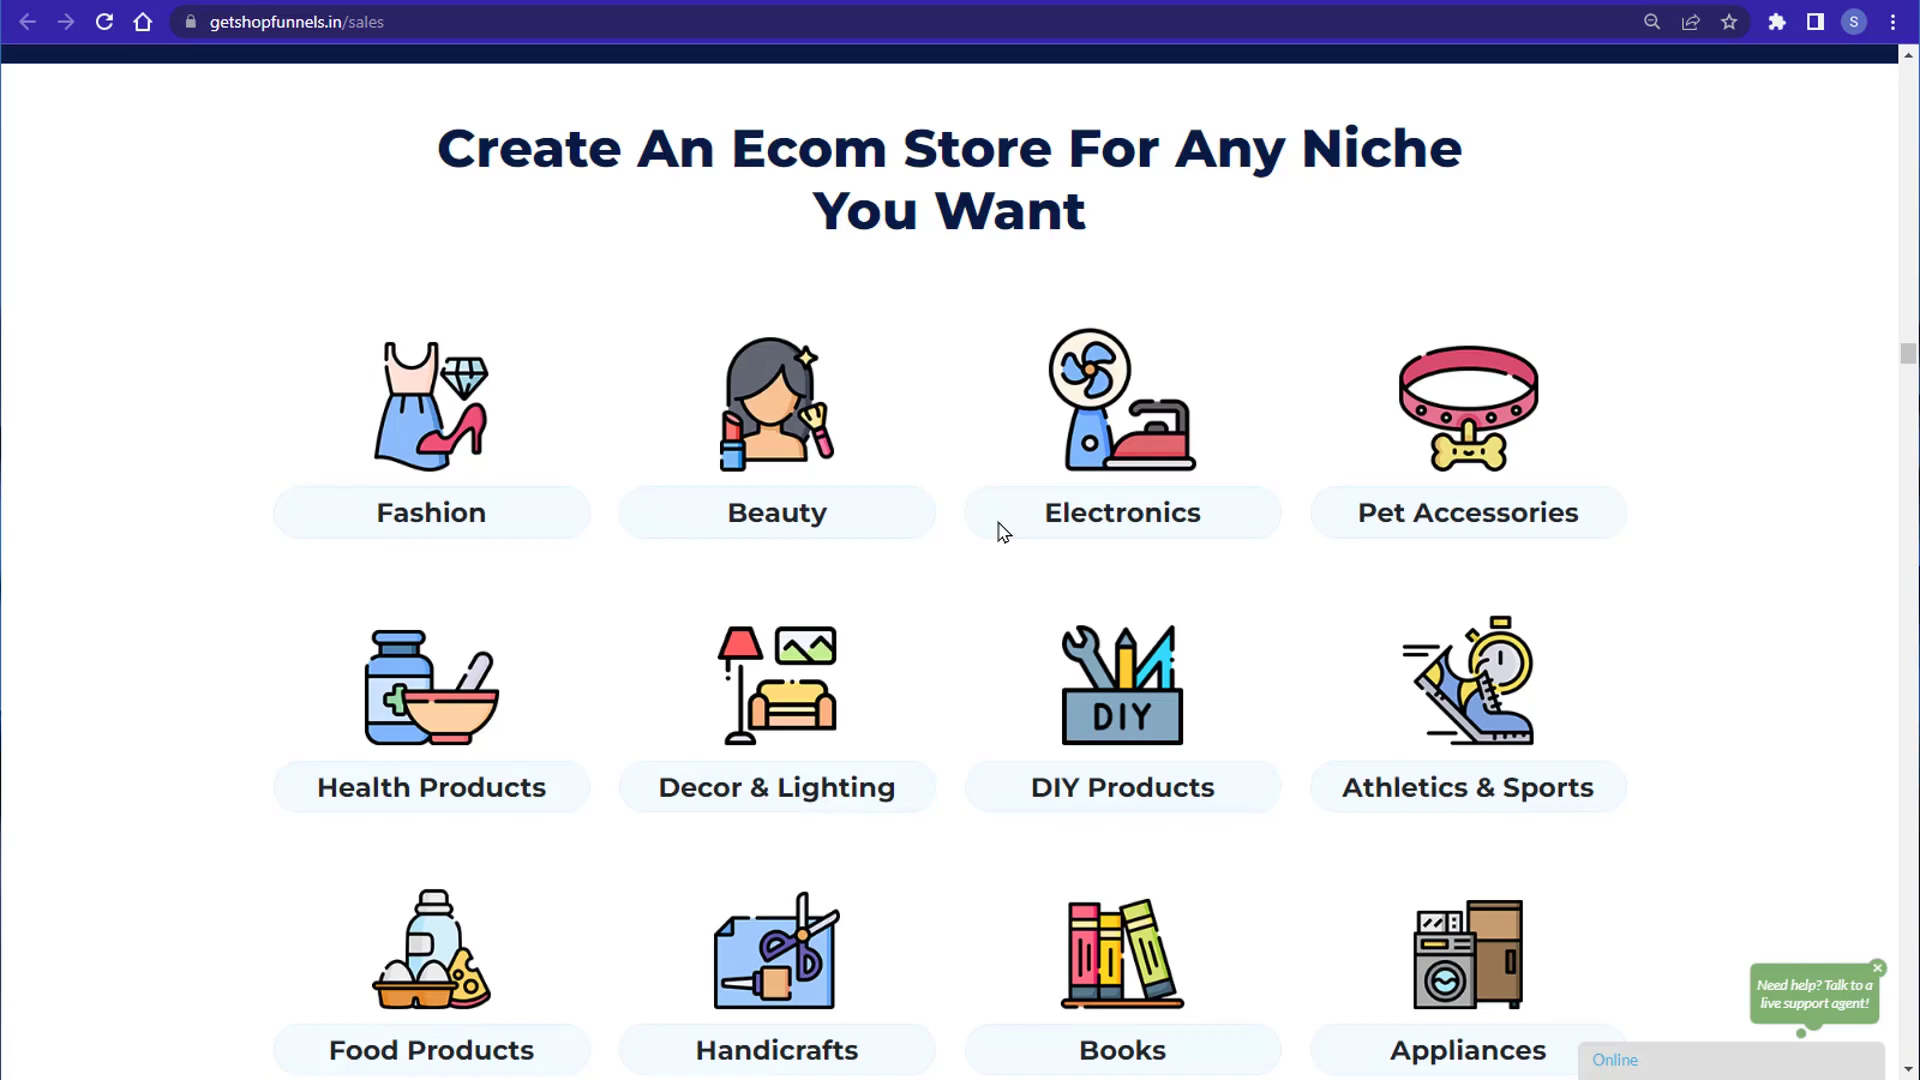 getshopfunnels.in/sales
S
Create An Ecom Store For Any Niche
You Want
Fashion
Beauty
Electronics
Pet Accessories
DIY
Health Products
Decor & Lighting
DIY Products
Athletics & Sports
Food Products
Handicrafts
Books
Appliances
Need help? Talk to a
live support agent!
Online